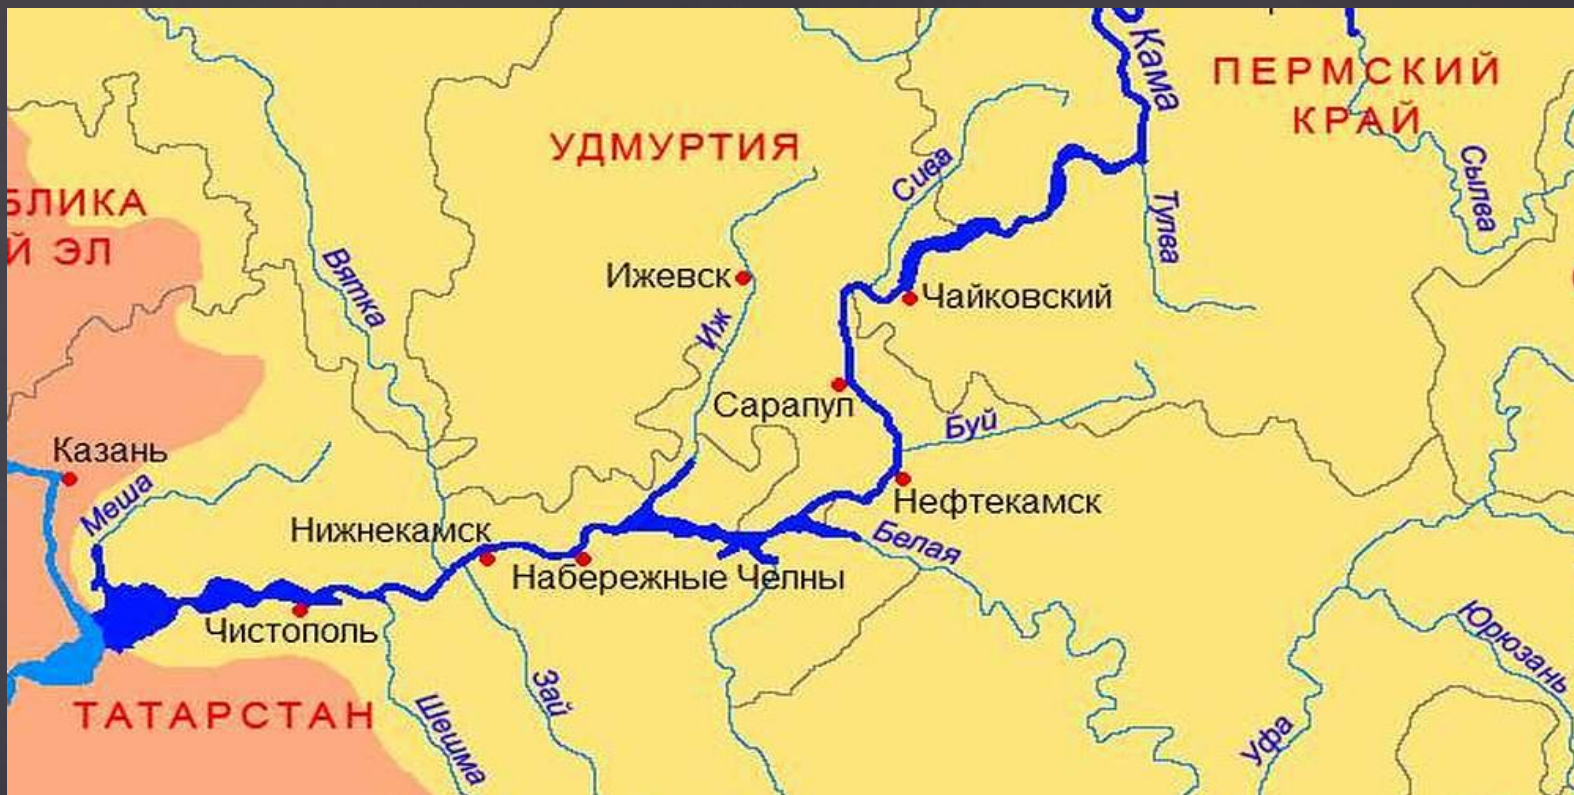 Кама
ПЕРМСКИЙ
КРАЙ
УДМУРТИЯ
Сива
Сылва
БЛИКА
Й ЭЛ
Тулва
Вятка
Ижевск
Чайковский
Иж
Сарапул
Буй
Казань
Меша
Нефтекамск
Нижнекамск
Белая
Набережные Челны
Чистополь
Юрюзань
Зай
ТАТАРСТАН
Шешма
Уфа